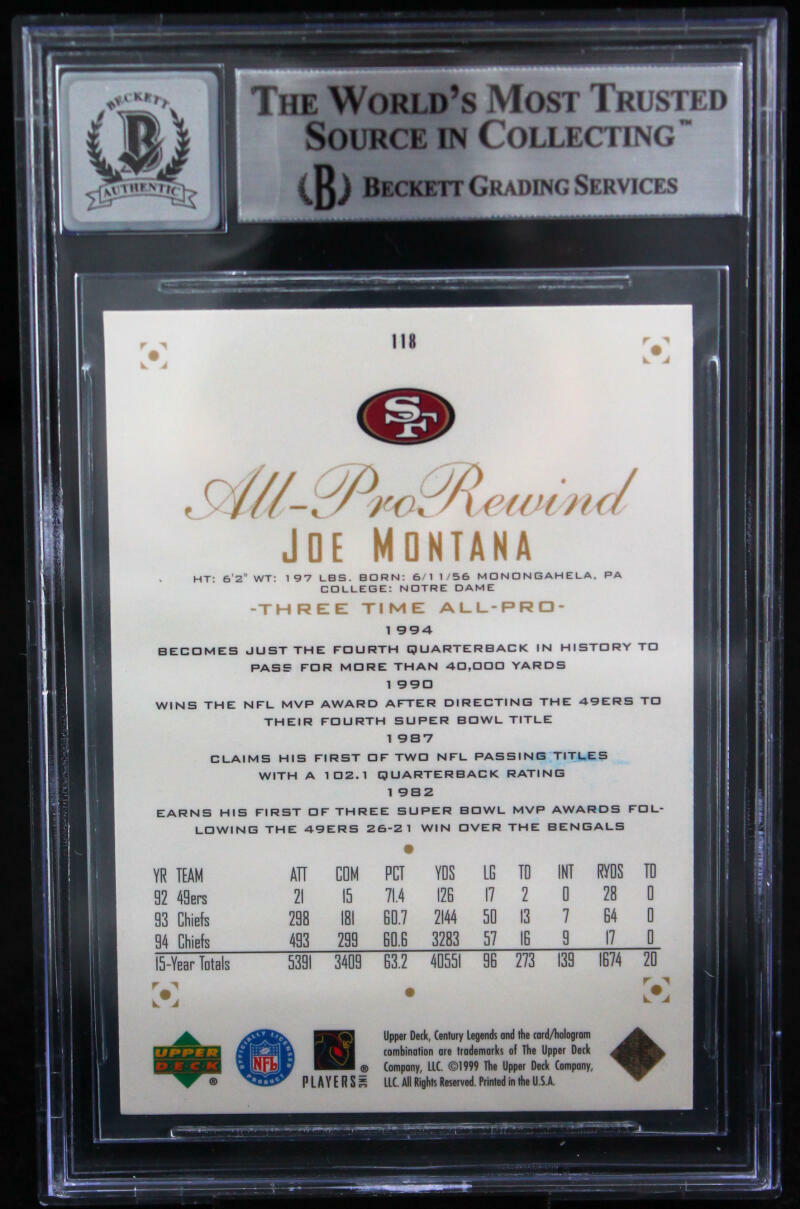 BECKETT
B
AUTHENTIC
THE WORLD'S MOST TRUSTED
SOURCE IN COLLECTING™
B BECKETT GRADING SERVICES
118
SF
All-Pro Rewind
JOE MONTANA
HT: 6'2" WT: 197 LBS. BORN: 6/11/56 MONONGAHELA, PA
COLLEGE: NOTRE DAME
-THREE TIME ALL-PRO-
1994
BECOMES JUST THE FOURTH QUARTERBACK IN HISTORY TO
PASS FOR MORE THAN 40,000 YARDS
1990
WINS THE NFL MVP AWARD AFTER DIRECTING THE 49ERS TO
THEIR FOURTH SUPER BOWL TITLE
1987
CLAIMS HIS FIRST OF TWO NFL PASSING TITLES
WITH A 102.1 QUARTERBACK RATING
1982
EARNS HIS FIRST OF THREE SUPER BOWL MVP AWARDS FOL-
LOWING THE 49ERS 26-21 WIN OVER THE BENGALS
YR TEAM ATT COM PCT YDS LG TD INT RYDS TD
92 49ers 21 15 71.4 126 17 2 0 28 0
93 Chiefs 298 181 60.7 2144 50 13 7 64 0
94 Chiefs 493 299 60.6 3283 57 16 9 17 0
15-Year Totals 5391 3409 63.2 40551 96 273 139 1674 20
UPPER
DECK®
OFFICIALLY LICENSED
NFL
PRODUCT
PLAYERS INC®
Upper Deck, Century Legends and the card/hologram
combination are trademarks of The Upper Deck
Company, LLC. ©1999 The Upper Deck Company,
LLC. All Rights Reserved. Printed in the U.S.A.